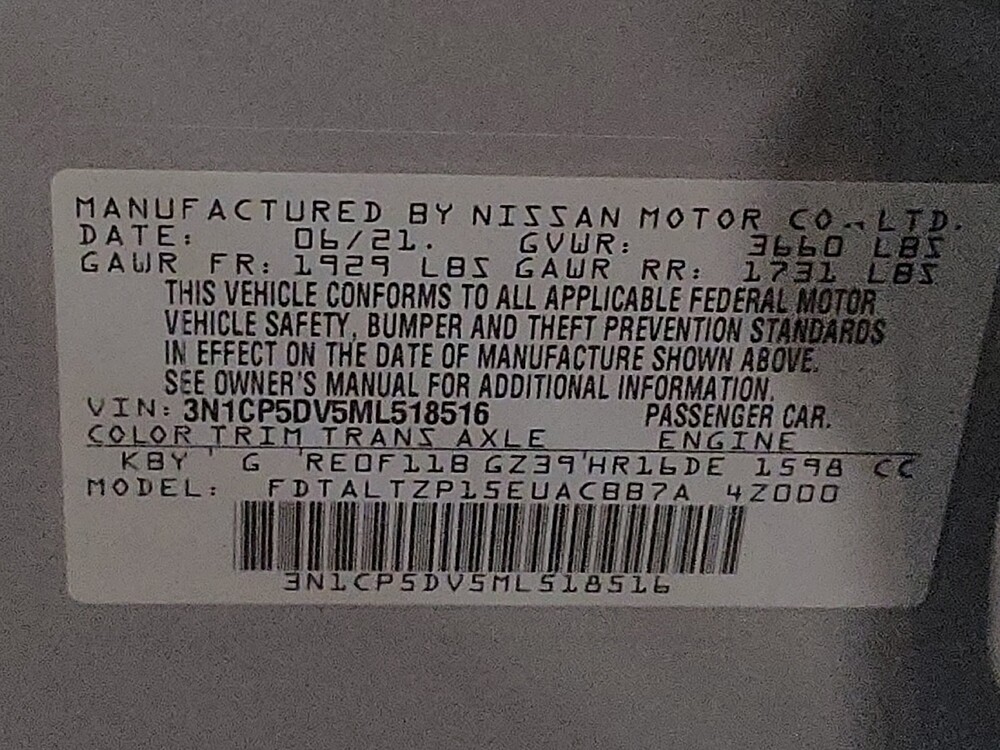 MANUFACTURED BY NISSAN MOTOR CO., LTD.
DATE: 06/21. GVWR: 3660 LBS
GAWR FR: 1929 LBS GAWR RR: 1731 LBS
THIS VEHICLE CONFORMS TO ALL APPLICABLE FEDERAL MOTOR
VEHICLE SAFETY, BUMPER AND THEFT PREVENTION STANDARDS
IN EFFECT ON THE DATE OF MANUFACTURE SHOWN ABOVE.
SEE OWNER'S MANUAL FOR ADDITIONAL INFORMATION.
VIN: 3N1CP5DV5ML518516 PASSENGER CAR.
COLOR TRIM TRANS AXLE ENGINE
KBY G RE0F11B GZ39 HR16DE 1598 CC
MODEL: FDTALTZP15EUACBB7A 4Z000
3N1CP5DV5ML518516